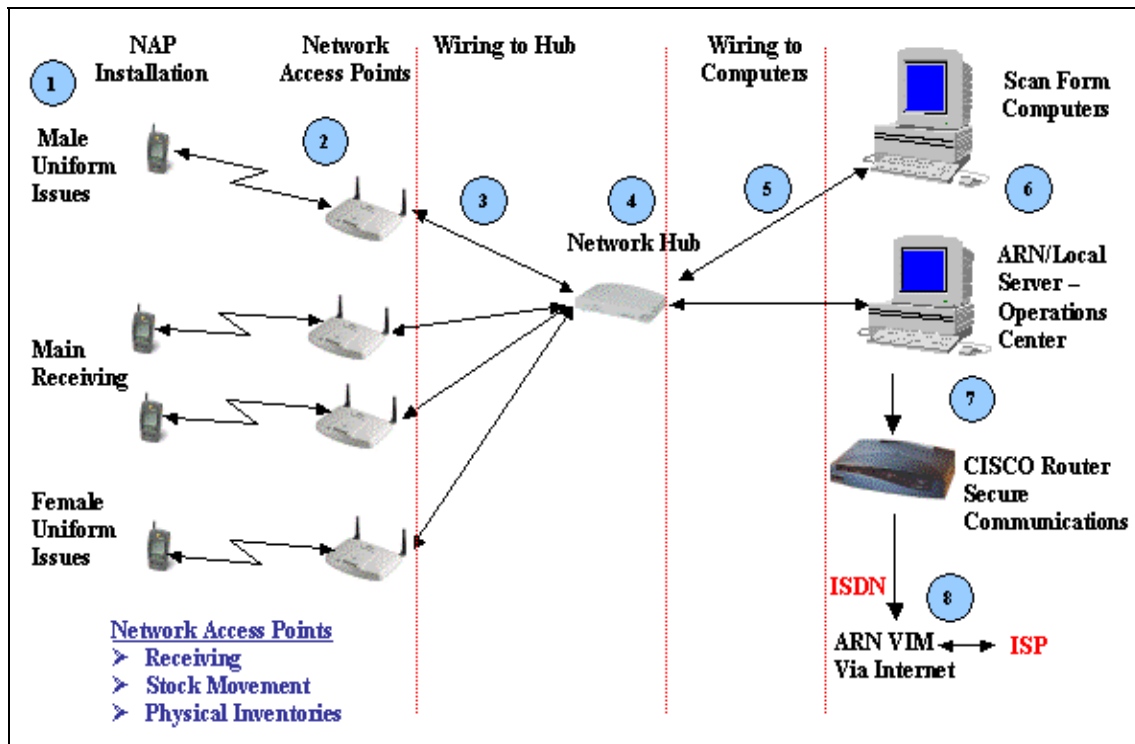 NAP
Installation
Network
Access Points
Wiring to Hub
Wiring to
Computers
1
Male
Uniform
Issues
2
3
4
Network Hub
5
Scan Form
Computers
6
ARN/Local
Server –
Operations
Center
Main
Receiving
7
CISCO Router
Secure
Communications
Female
Uniform
Issues
ISDN
8
ARN VIM
Via Internet
ISP
Network Access Points
➢ Receiving
➢ Stock Movement
➢ Physical Inventories